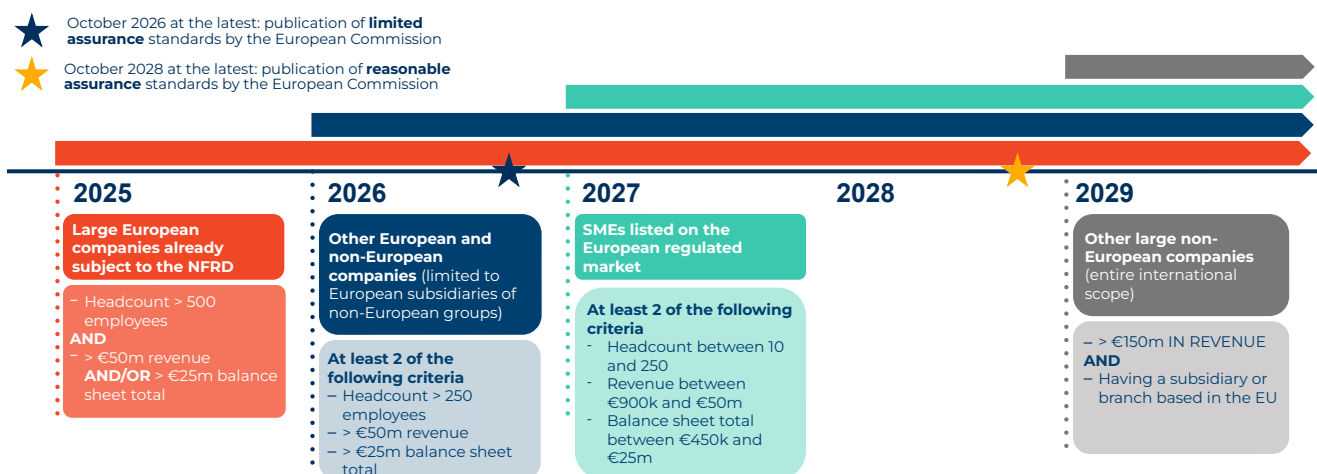 October 2026 at the latest: publication of limited
assurance standards by the European Commission
October 2028 at the latest: publication of reasonable
assurance standards by the European Commission
2025
2026
2027
2028
2029
Large European
companies already
subject to the NFRD
– Headcount > 500
employees
AND
– > €50m revenue
AND/OR > €25m balance
sheet total
Other European and
non-European
companies (limited to
European subsidiaries of
non-European groups)
At least 2 of the
following criteria
– Headcount > 250
employees
– > €50m revenue
– > €25m balance sheet
total
SMEs listed on the
European regulated
market
At least 2 of the following
criteria
- Headcount between 10
and 250
- Revenue between
€900k and €50m
- Balance sheet total
between €450k and
€25m
Other large non-
European companies
(entire international
scope)
– > €150m IN REVENUE
AND
– Having a subsidiary or
branch based in the EU